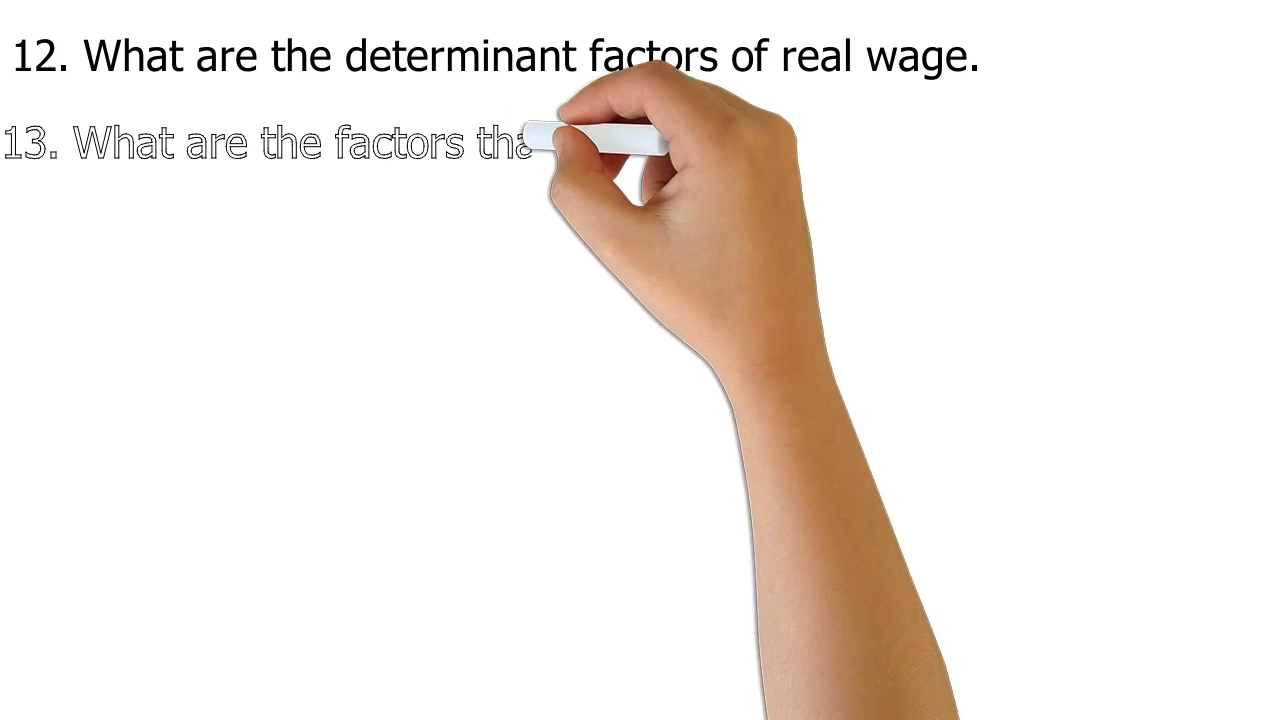 12. What are the determinant factors of real wage.
13. What are the factors tha